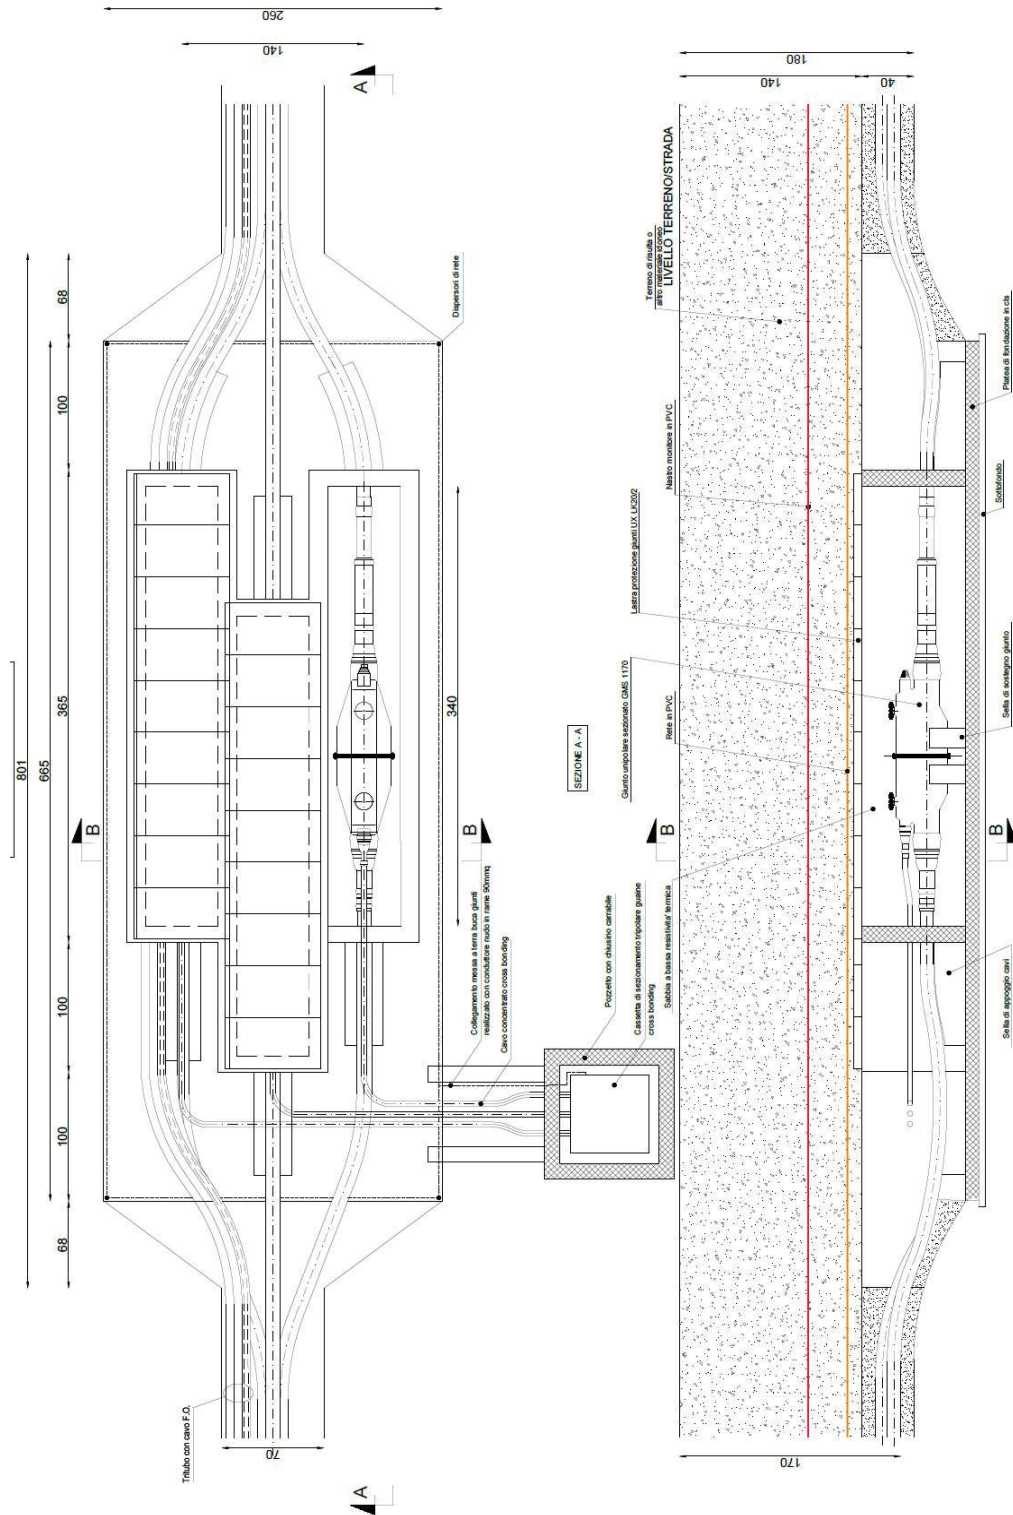 260
140
A
801
665
68
100
365
100
100
68
340
70
B
B
A
Dispersori di rete
Tritubo con cavo F.O.
Collegamento messa a terra buca giunti
realizzato con conduttore nudo in rame 90mmq
Cavo concentrato cross bonding
Pozzetto con chiusino carrabile
Cassetta di sezionamento tripolare guaine
cross bonding
SEZIONE A - A
180
140
40
170
LIVELLO TERRENO/STRADA
Terreno di risulta o
altro materiale idoneo
Nastro monitore in PVC
Lastra protezione giunti UX LK20/2
Giunto unipolare sezionato GMS 1170
Rete in PVC
Sabbia a bassa resistivita' termica
B
B
Platea di fondazione in cls
Sottofondo
Sella di sostegno giunto
Sella di appoggio cavi